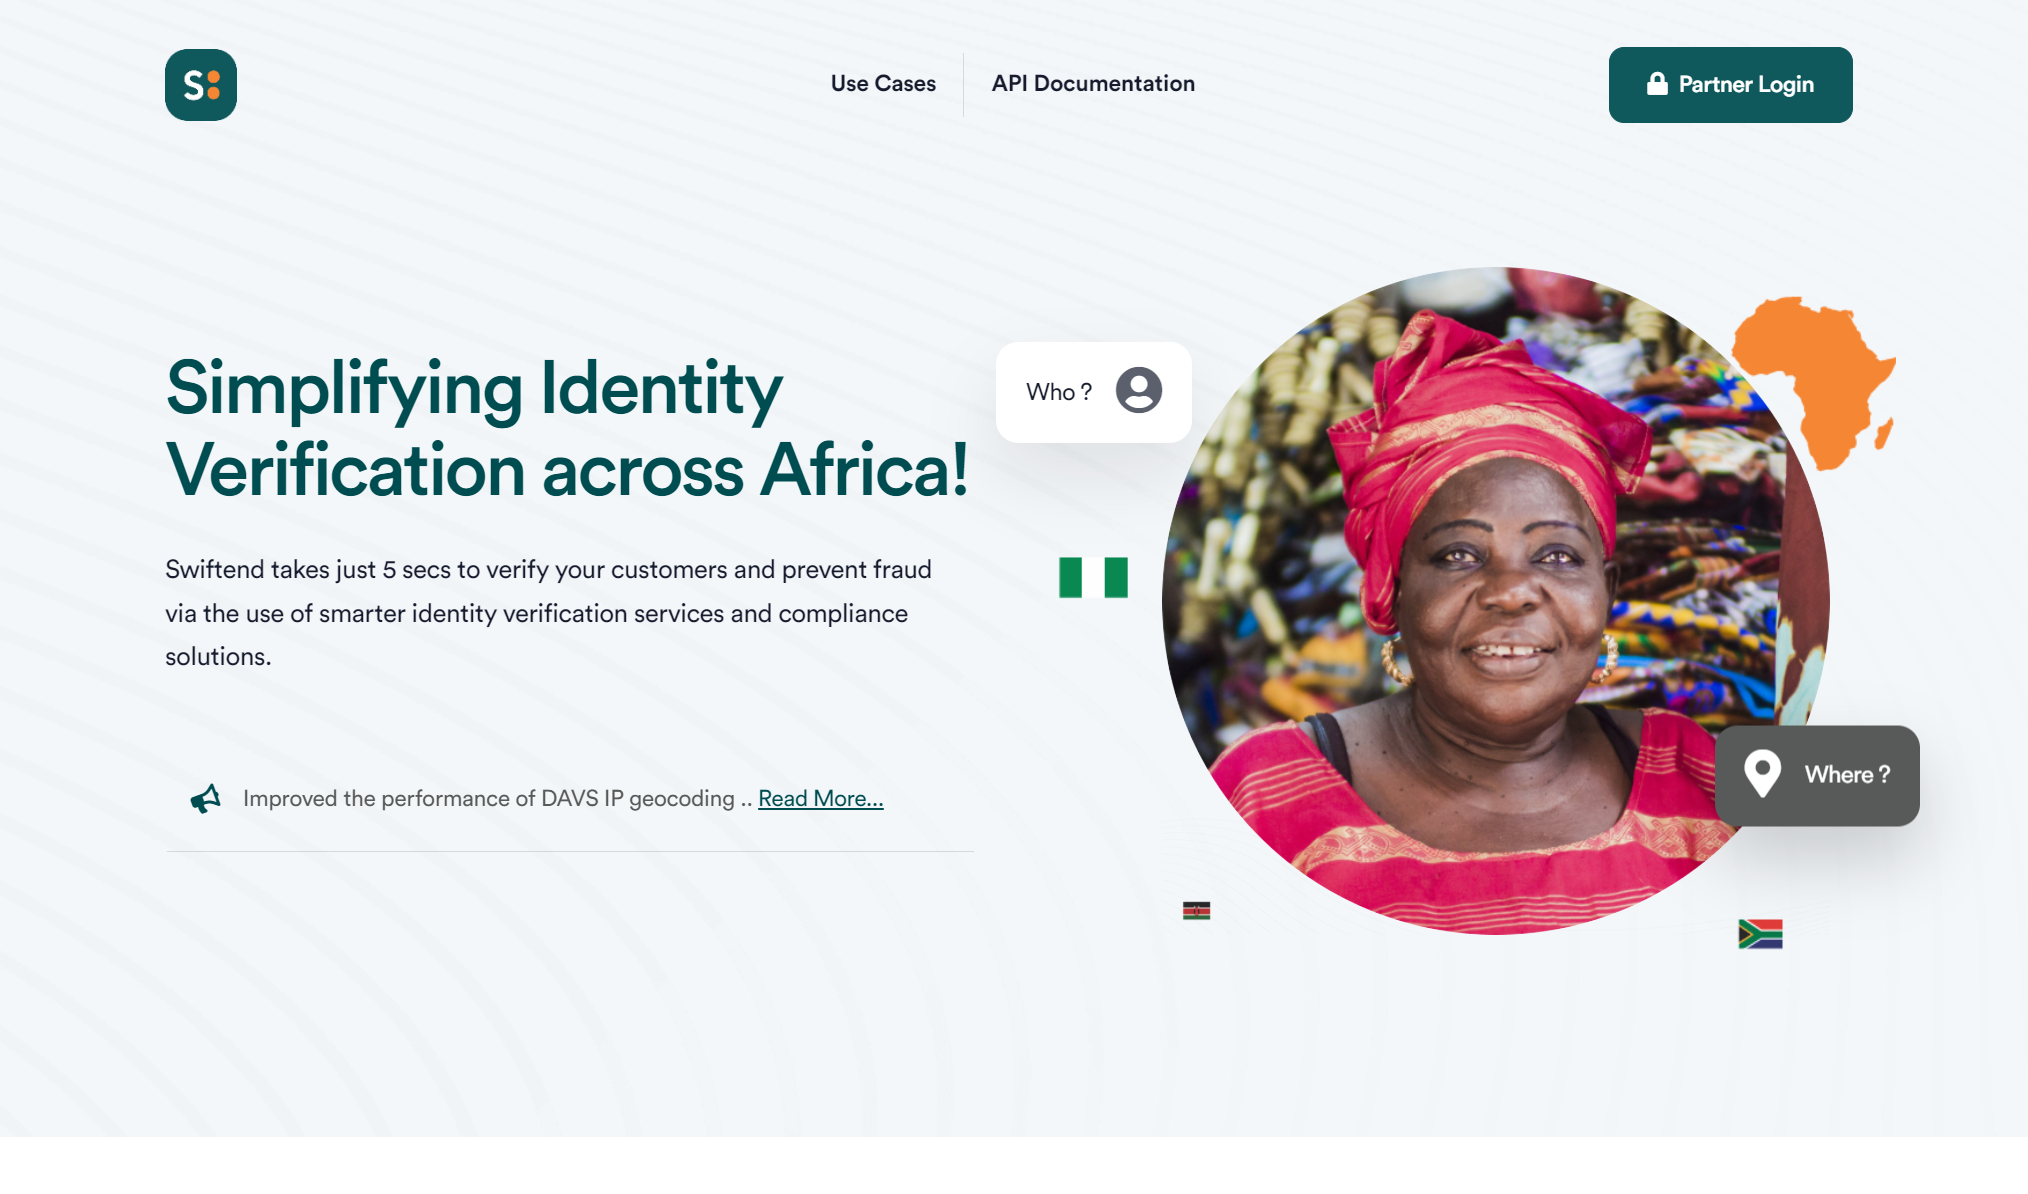 S:
Use Cases
API Documentation
Partner Login
Simplifying Identity
Verification across Africa!
Swiftend takes just 5 secs to verify your customers and prevent fraud
via the use of smarter identity verification services and compliance
solutions.
Improved the performance of DAVS IP geocoding .. Read More...
Who ?
Where ?